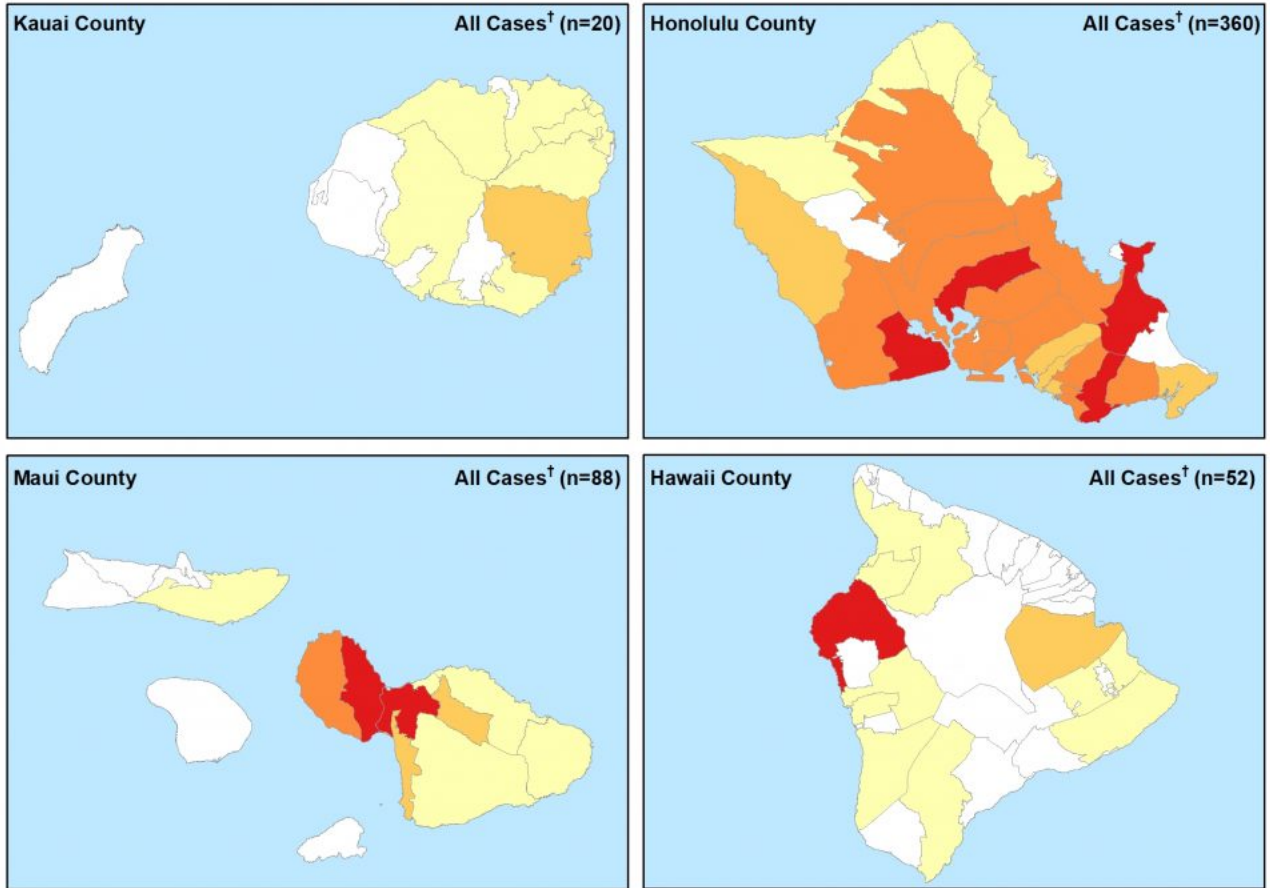 Kauai County
All Cases† (n=20)
Honolulu County
All Cases† (n=360)
Maui County
All Cases† (n=88)
Hawaii County
All Cases† (n=52)